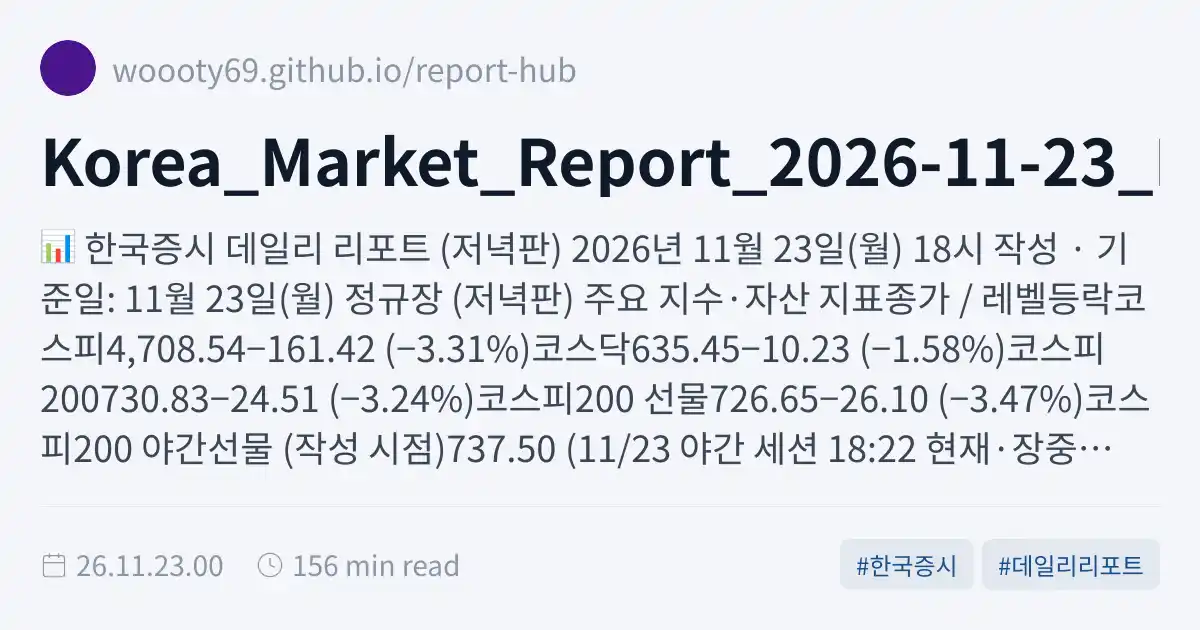 woooty69.github.io/report-hub
Korea_Market_Report_2026-11-23_
📊 한국증시 데일리 리포트 (저녁판) 2026년 11월 23일(월) 18시 작성 · 기
준일: 11월 23일(월) 정규장 (저녁판) 주요 지수·자산 지표종가 / 레벨등락코
스피4,708.54−161.42 (−3.31%)코스닥635.45−10.23 (−1.58%)코스피
200730.83−24.51 (−3.24%)코스피200 선물726.65−26.10 (−3.47%)코스
피200 야간선물 (작성 시점)737.50 (11/23 야간 세션 18:22 현재·장중…
26.11.23.00
156 min read
#한국증시
#데일리리포트